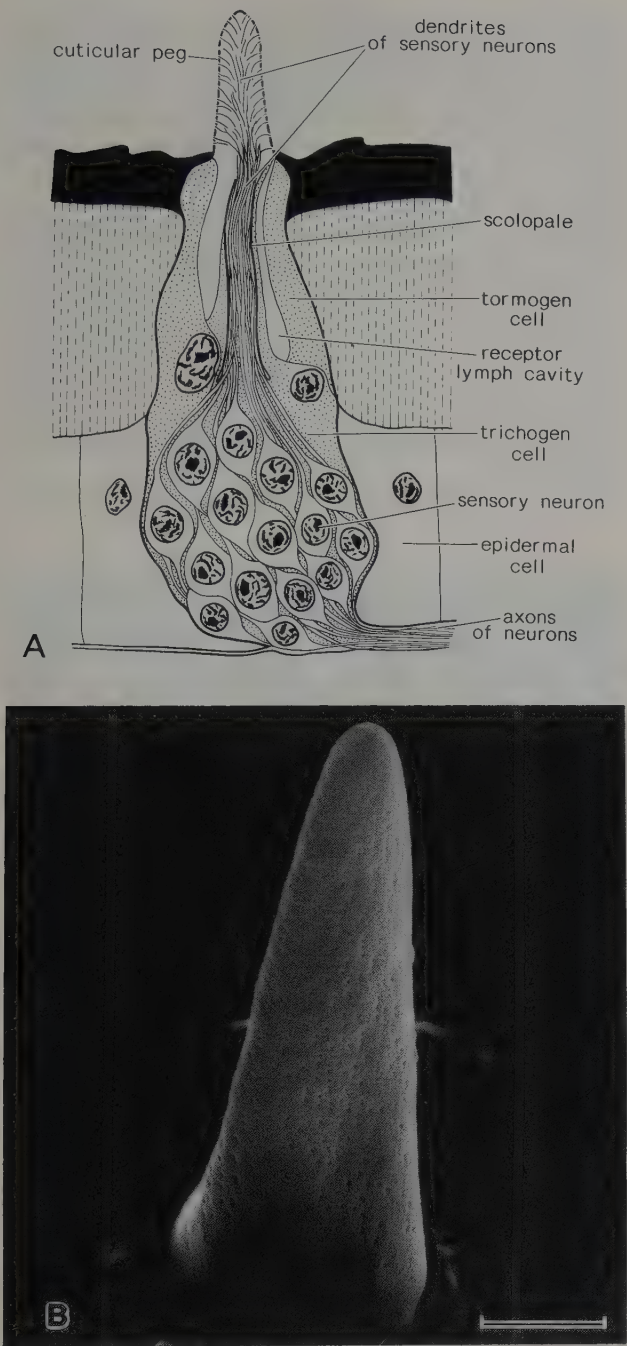 dendrites
of sensory neurons
cuticular peg
scolopale
tormogen
cell
receptor
lymph cavity
trichogen
cell
sensory neuron
epidermal
cell
axons
of neurons
A
B